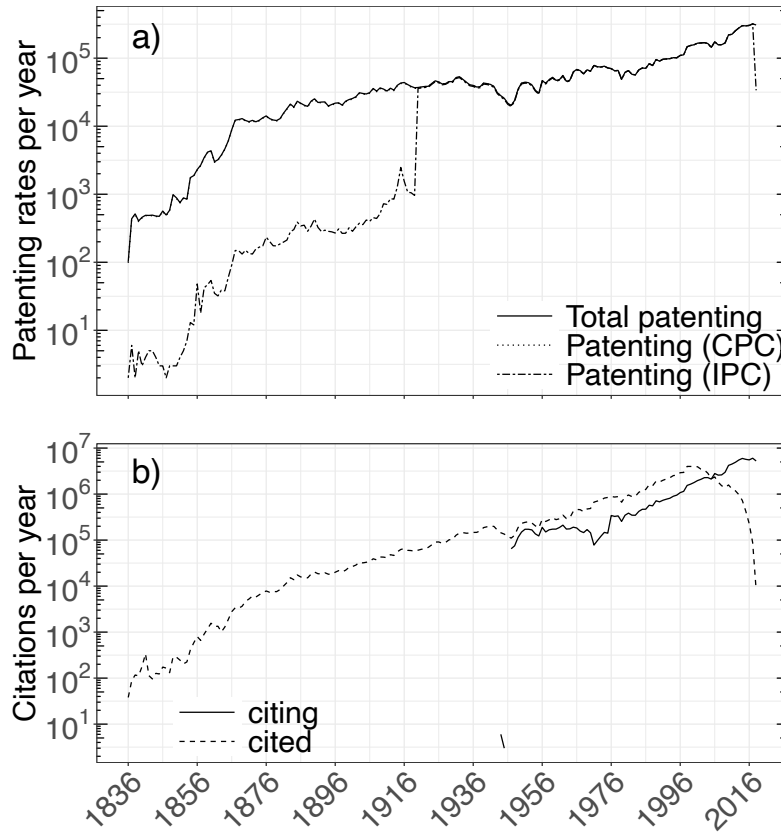 a)
Patenting rates per year
10^5
10^4
10^3
10^2
10^1
Total patenting
Patenting (CPC)
Patenting (IPC)
b)
Citations per year
10^7
10^6
10^5
10^4
10^3
10^2
10^1
citing
cited
1836
1856
1876
1896
1916
1936
1956
1976
1996
2016